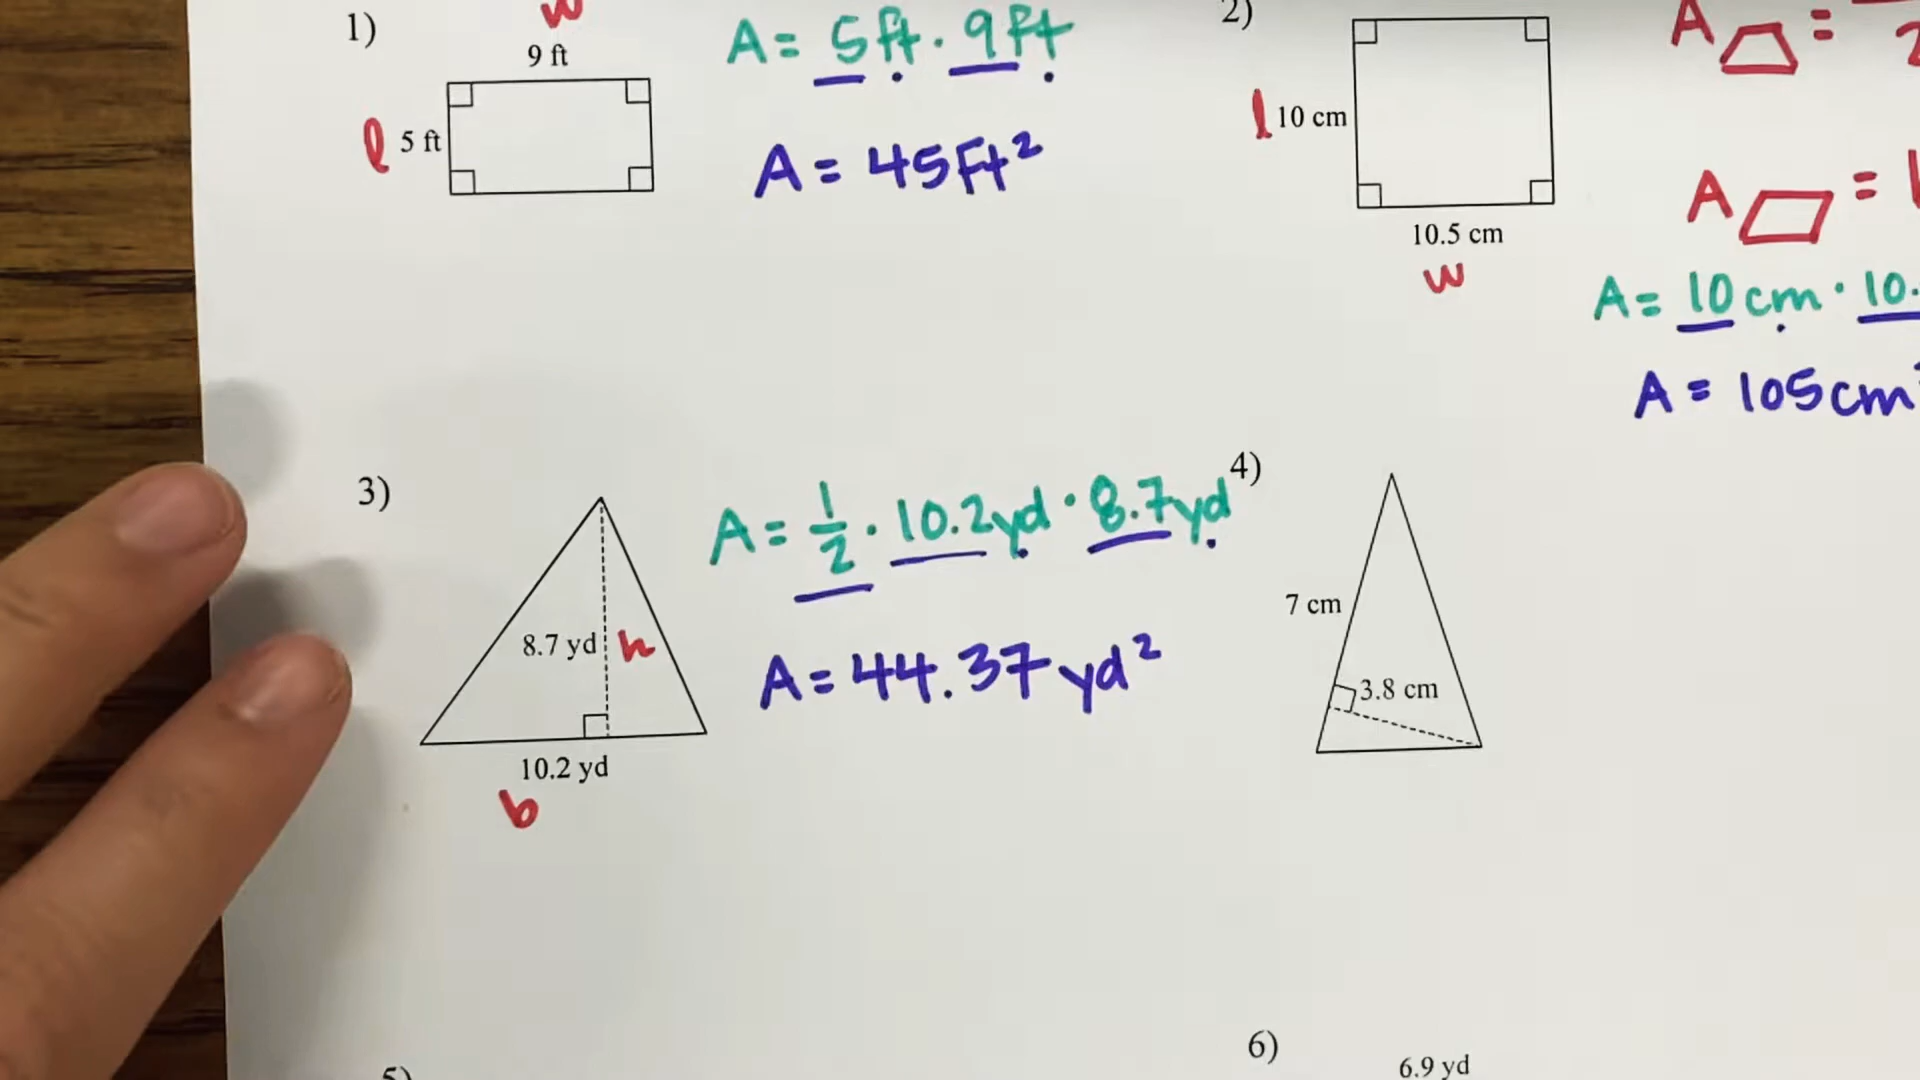 1)
w
9 ft
l 5 ft
A = 5ft · 9ft
A = 45Ft²
2)
l 10 cm
10.5 cm
w
A =
2
A =
A = 10cm · 10.
A = 105cm
3)
8.7 yd h
10.2 yd
b
A = 1/2 · 10.2yd · 8.7yd
A = 44.37yd²
4)
7 cm
3.8 cm
5)
6)
6.9 yd